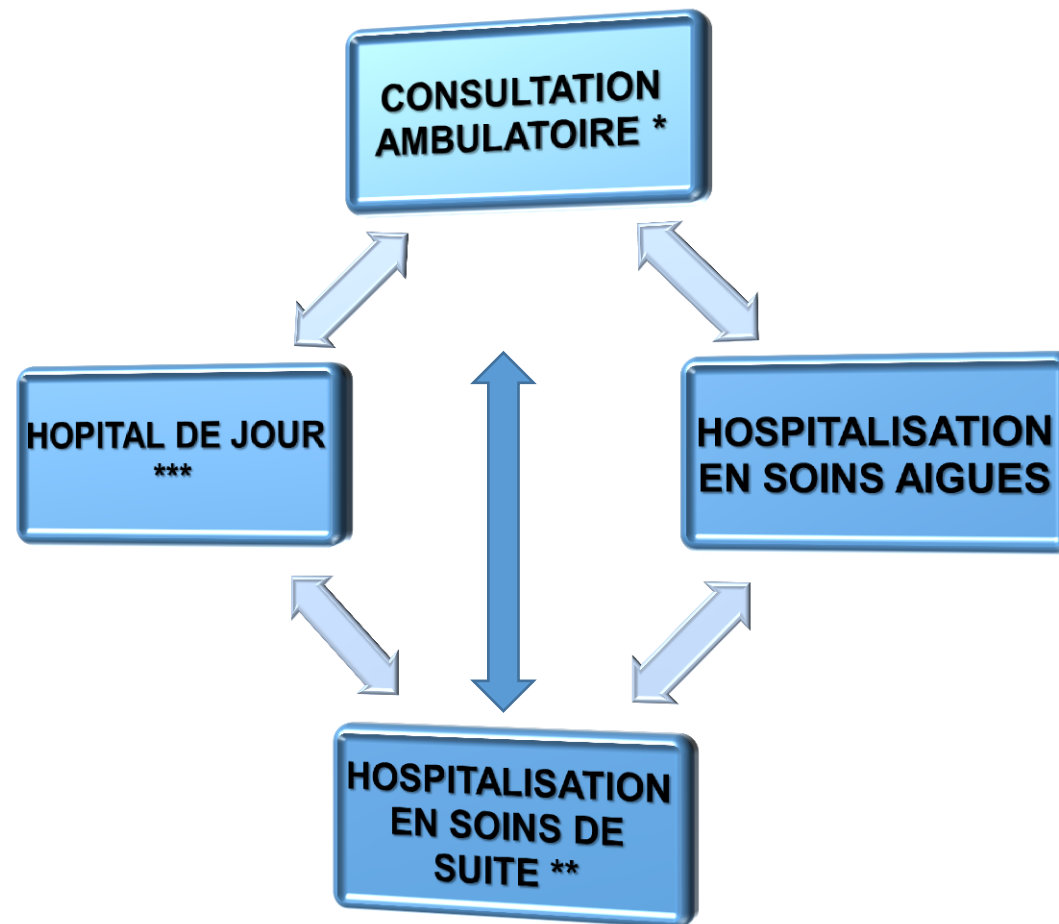 CONSULTATION
AMBULATOIRE *
HOPITAL DE JOUR
***
HOSPITALISATION
EN SOINS AIGUES
HOSPITALISATION
EN SOINS DE
SUITE **